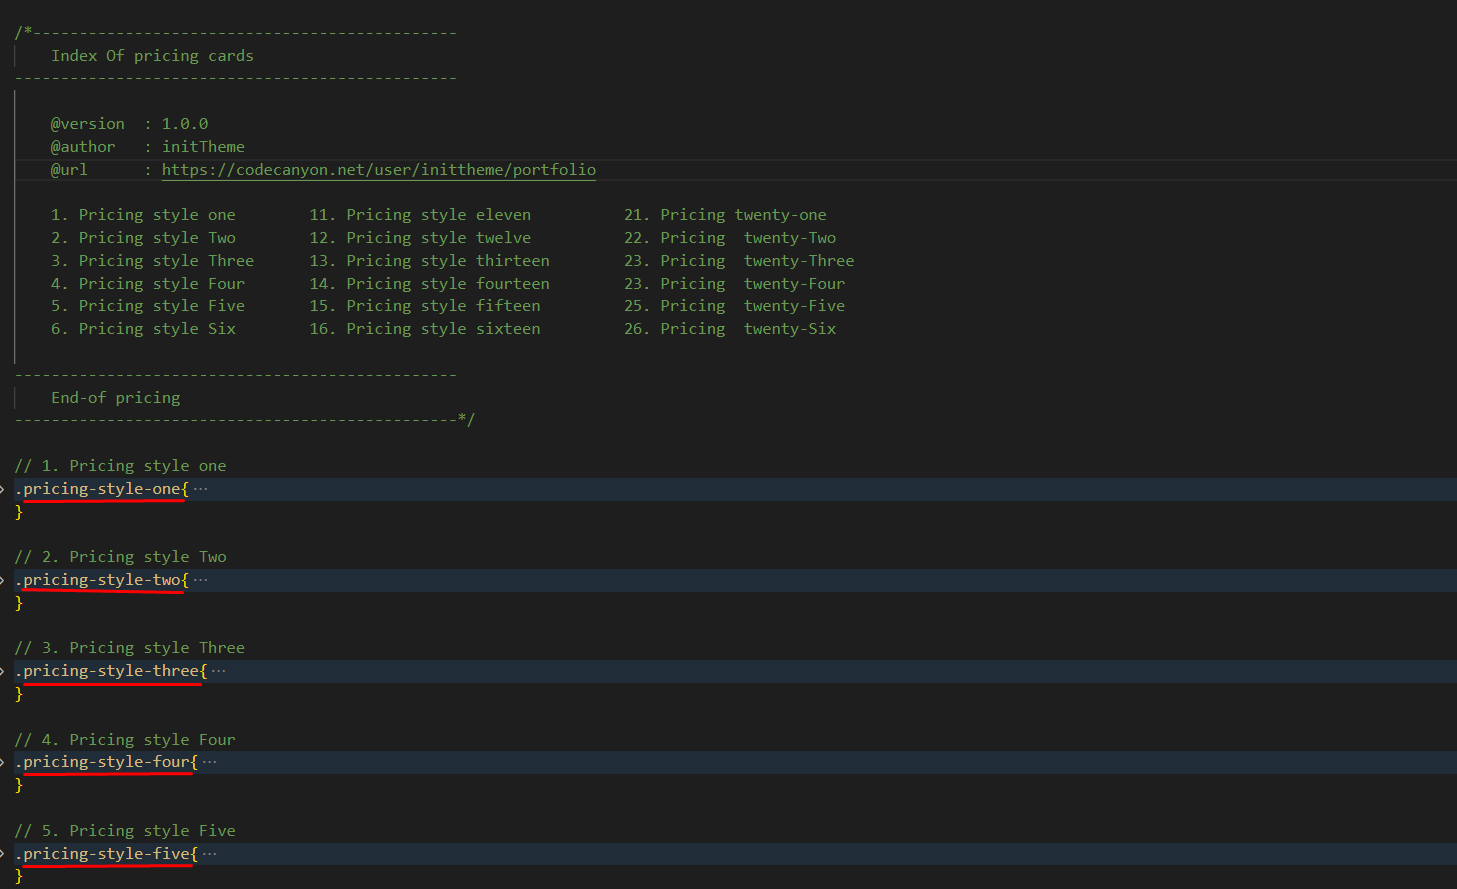 /*----------------------------------------------
Index Of pricing cards
------------------------------------------------
@version  : 1.0.0
@author   : initTheme
@url      : https://codecanyon.net/user/inittheme/portfolio
1. Pricing style one        11. Pricing style eleven          21. Pricing twenty-one
2. Pricing style Two        12. Pricing style twelve          22. Pricing  twenty-Two
3. Pricing style Three      13. Pricing style thirteen        23. Pricing  twenty-Three
4. Pricing style Four       14. Pricing style fourteen        23. Pricing  twenty-Four
5. Pricing style Five       15. Pricing style fifteen         25. Pricing  twenty-Five
6. Pricing style Six        16. Pricing style sixteen         26. Pricing  twenty-Six
------------------------------------------------
End-of pricing
------------------------------------------------*/
// 1. Pricing style one
.pricing-style-one{ ···
}
// 2. Pricing style Two
.pricing-style-two{ ···
}
// 3. Pricing style Three
.pricing-style-three{ ···
}
// 4. Pricing style Four
.pricing-style-four{ ···
}
// 5. Pricing style Five
.pricing-style-five{ ···
}